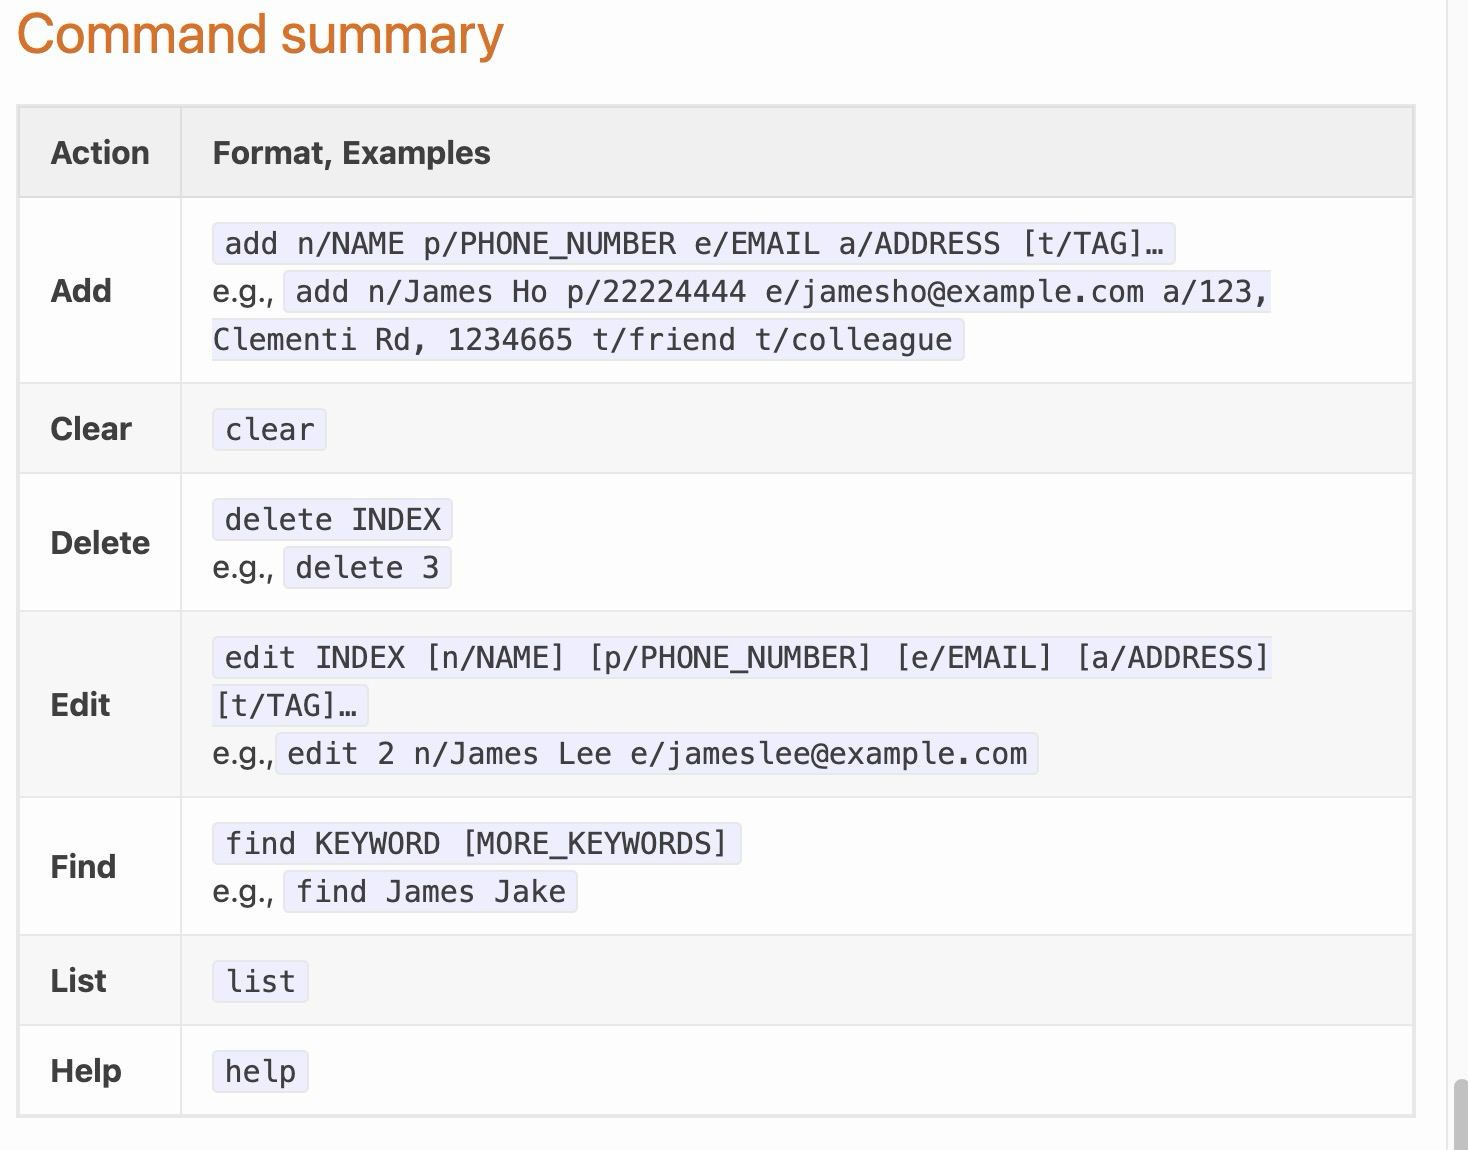 Command summary
Action
Format, Examples
Add
add n/NAME p/PHONE_NUMBER e/EMAIL a/ADDRESS [t/TAG]…
e.g., add n/James Ho p/22224444 e/jamesho@example.com a/123,
Clementi Rd, 1234665 t/friend t/colleague
Clear
clear
Delete
delete INDEX
e.g., delete 3
Edit
edit INDEX [n/NAME] [p/PHONE_NUMBER] [e/EMAIL] [a/ADDRESS]
[t/TAG]…
e.g., edit 2 n/James Lee e/jameslee@example.com
Find
find KEYWORD [MORE_KEYWORDS]
e.g., find James Jake
List
list
Help
help